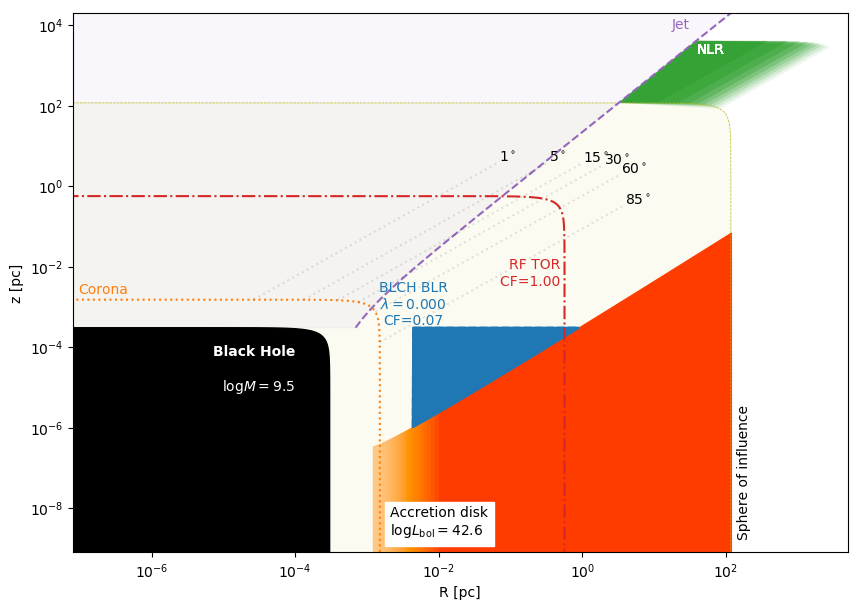 Jet
NLR
1°
5°
15°
30°
60°
85°
RF TOR
CF=1.00
Corona
BLCH BLR
λ = 0.000
CF=0.07
Black Hole
logM = 9.5
Accretion disk
logL_bol = 42.6
Sphere of influence
z [pc]
10^4
10^2
10^0
10^−2
10^−4
10^−6
10^−8
10^−6
10^−4
10^−2
10^0
10^2
R [pc]